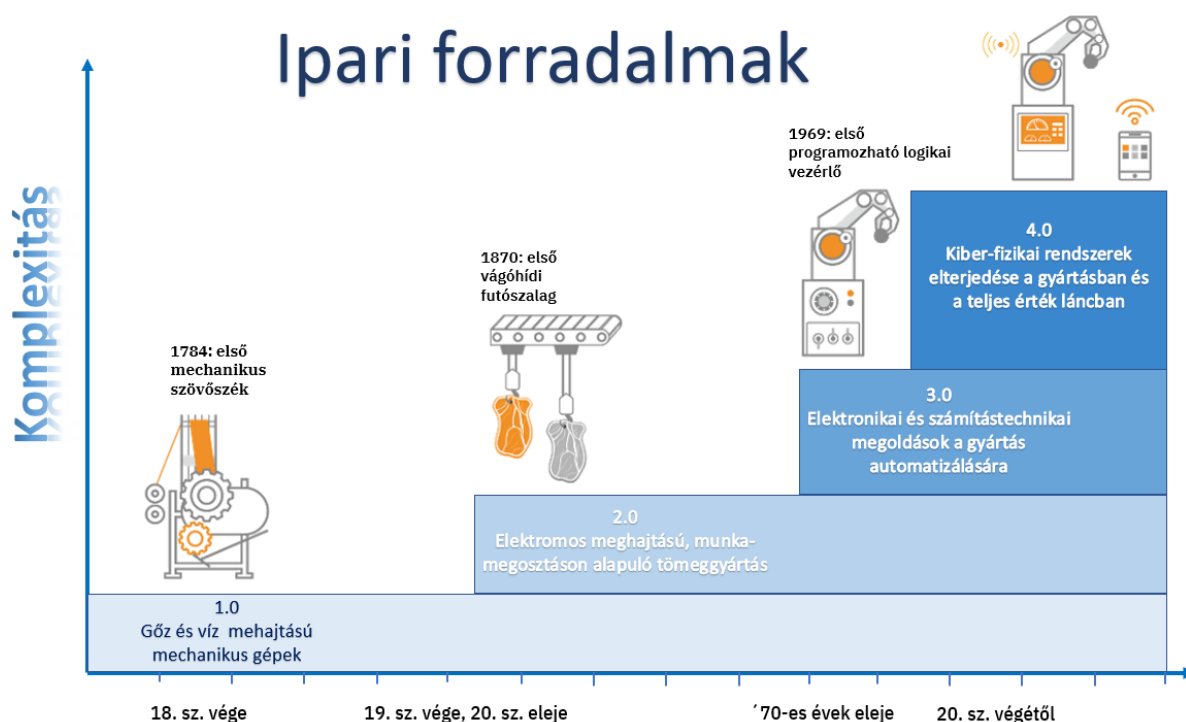 Ipari forradalmak
Komplexitás
1969: első
programozható logikai
vezérlő
4.0
Kiber-fizikai rendszerek
elterjedése a gyártásban és
a teljes érték láncban
1870: első
vágóhídi
futószalag
1784: első
mechanikus
szövőszék
3.0
Elektronikai és számítástechnikai
megoldások a gyártás
automatizálására
2.0
Elektromos meghajtású, munka-
megosztáson alapuló tömeggyártás
1.0
Gőz és víz mehajtású
mechanikus gépek
18. sz. vége
19. sz. vége, 20. sz. eleje
´70-es évek eleje
20. sz. végétől